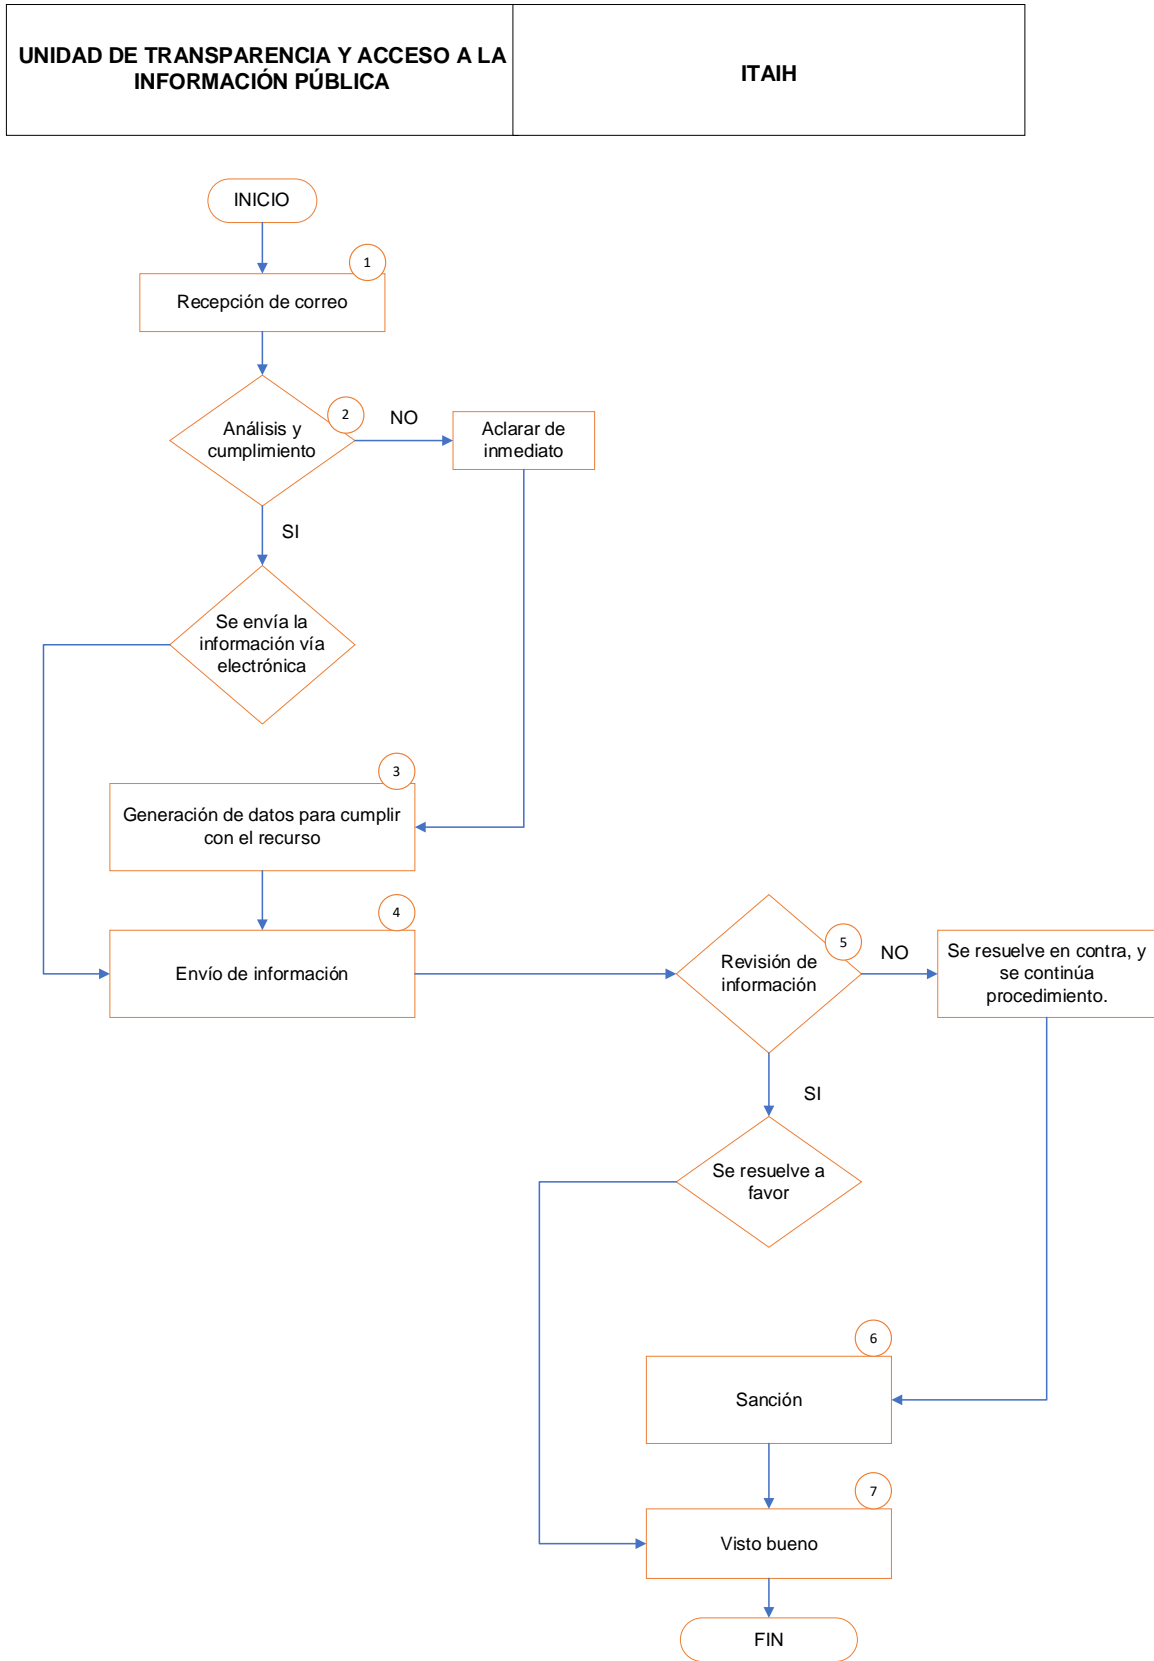 UNIDAD DE TRANSPARENCIA Y ACCESO A LA
INFORMACIÓN PÚBLICA
ITAIH
INICIO
1
Recepción de correo
2
Análisis y
cumplimiento
NO
Aclarar de
inmediato
SI
Se envía la
información vía
electrónica
3
Generación de datos para cumplir
con el recurso
4
Envío de información
5
Revisión de
información
NO
Se resuelve en contra, y
se continúa
procedimiento.
SI
Se resuelve a
favor
6
Sanción
7
Visto bueno
FIN